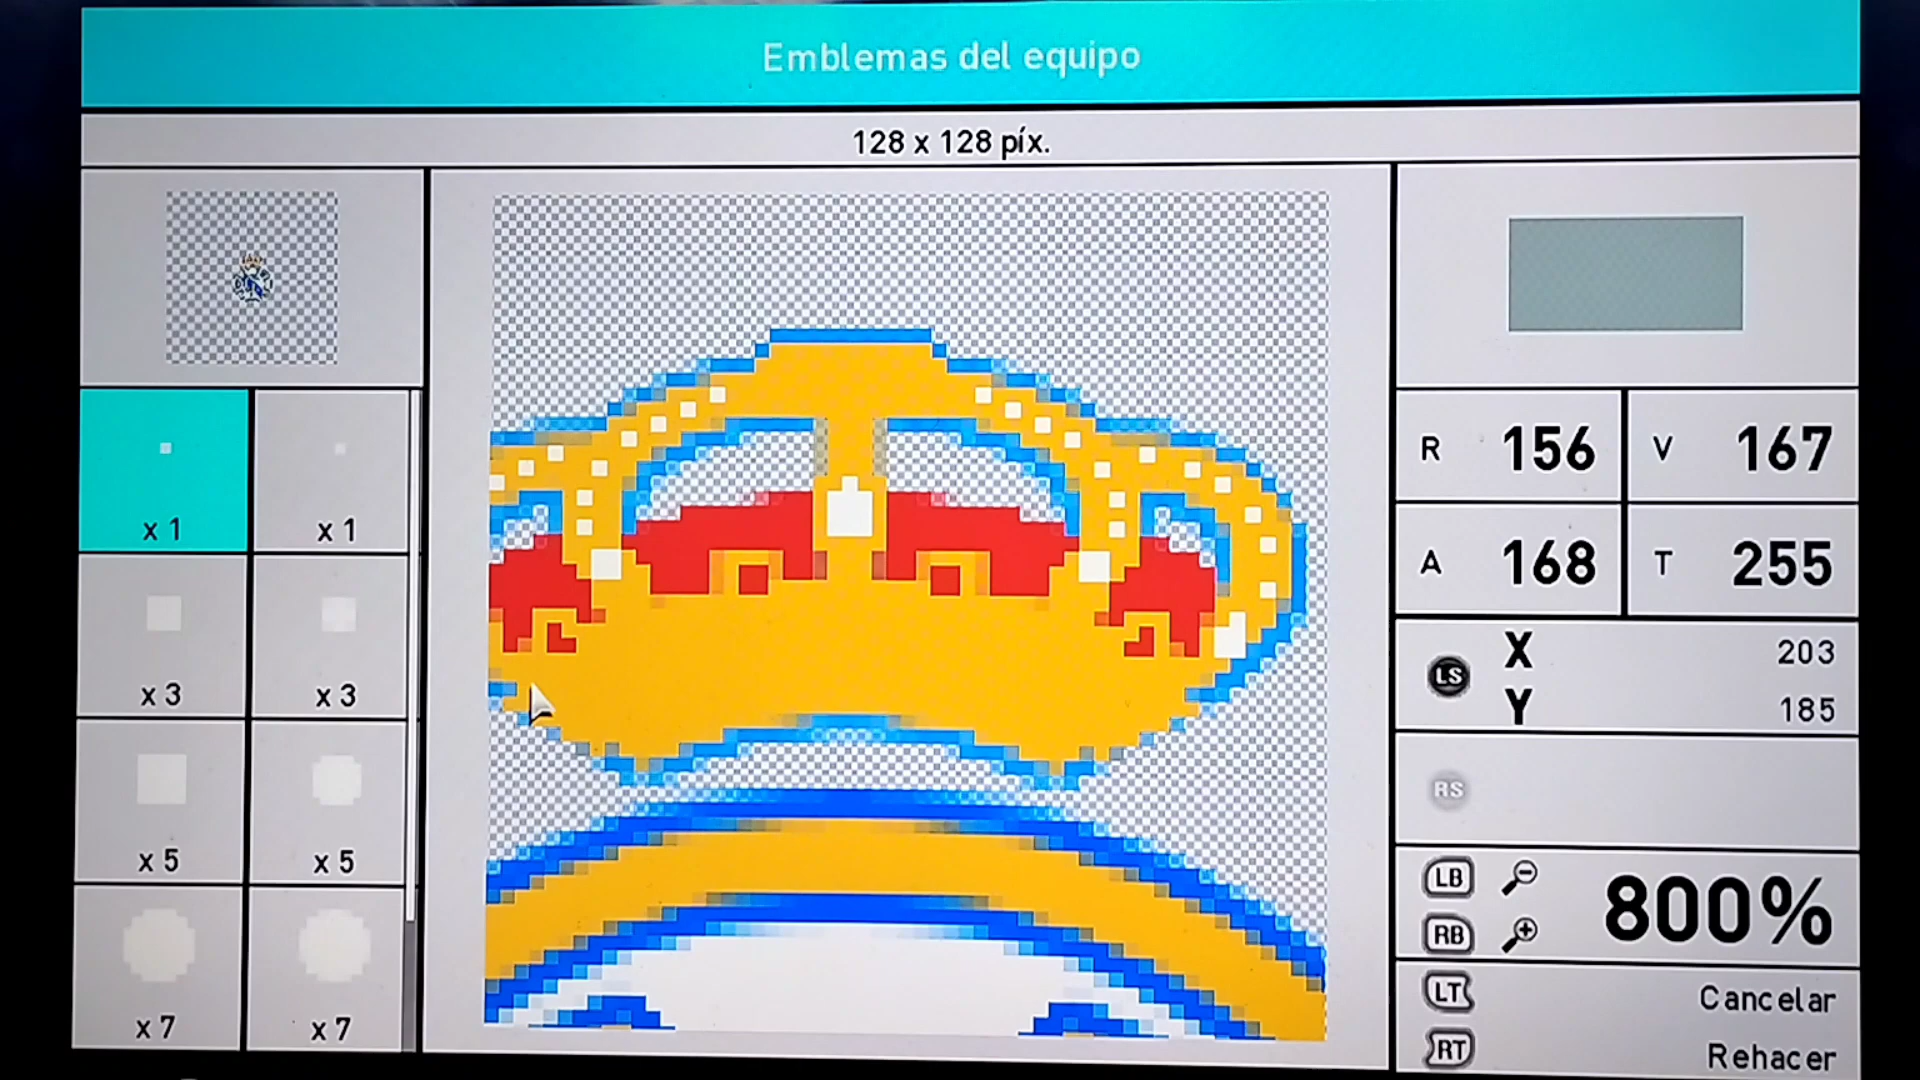 Emblemas del equipo
128 x 128 píx.
x 1
x 1
x 3
x 3
x 5
x 5
x 7
x 7
R 156
V 167
A 168
T 255
LS
X 203
Y 185
RS
LB
RB
800%
LT Cancelar
RT Rehacer